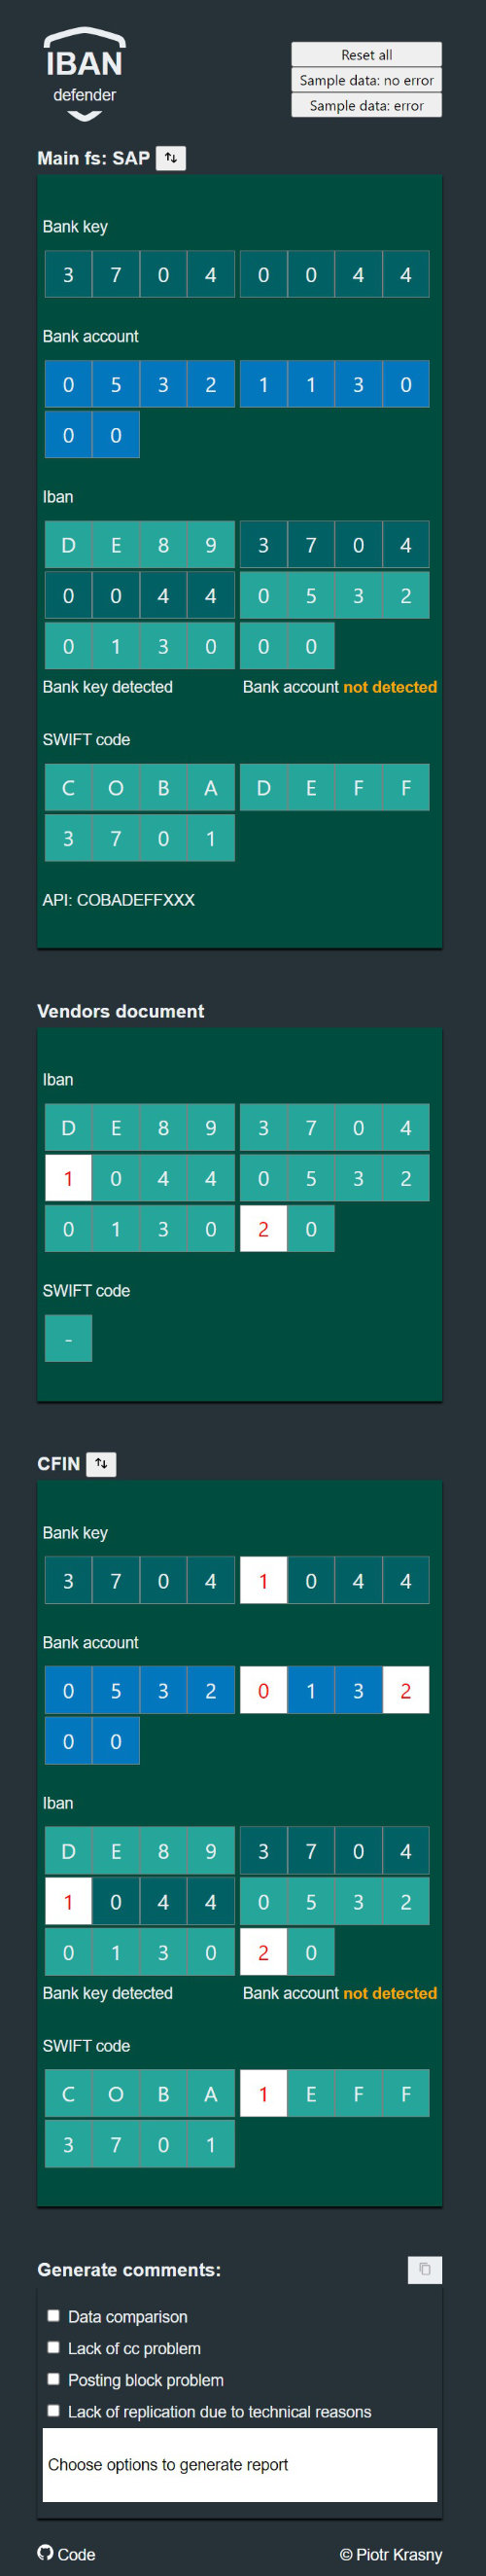 IBAN
defender
Reset all
Sample data: no error
Sample data: error
Main fs: SAP
Bank key
3 7 0 4 0 0 4 4
Bank account
0 5 3 2 1 1 3 0
0 0
Iban
D E 8 9 3 7 0 4
0 0 4 4 0 5 3 2
0 1 3 0 0 0
Bank key detected Bank account not detected
SWIFT code
C O B A D E F F
3 7 0 1
API: COBADEFFXXX
Vendors document
Iban
D E 8 9 3 7 0 4
1 0 4 4 0 5 3 2
0 1 3 0 2 0
SWIFT code
-
CFIN
Bank key
3 7 0 4 1 0 4 4
Bank account
0 5 3 2 0 1 3 2
0 0
Iban
D E 8 9 3 7 0 4
1 0 4 4 0 5 3 2
0 1 3 0 2 0
Bank key detected Bank account not detected
SWIFT code
C O B A 1 E F F
3 7 0 1
Generate comments:
Data comparison
Lack of cc problem
Posting block problem
Lack of replication due to technical reasons
Choose options to generate report
Code © Piotr Krasny